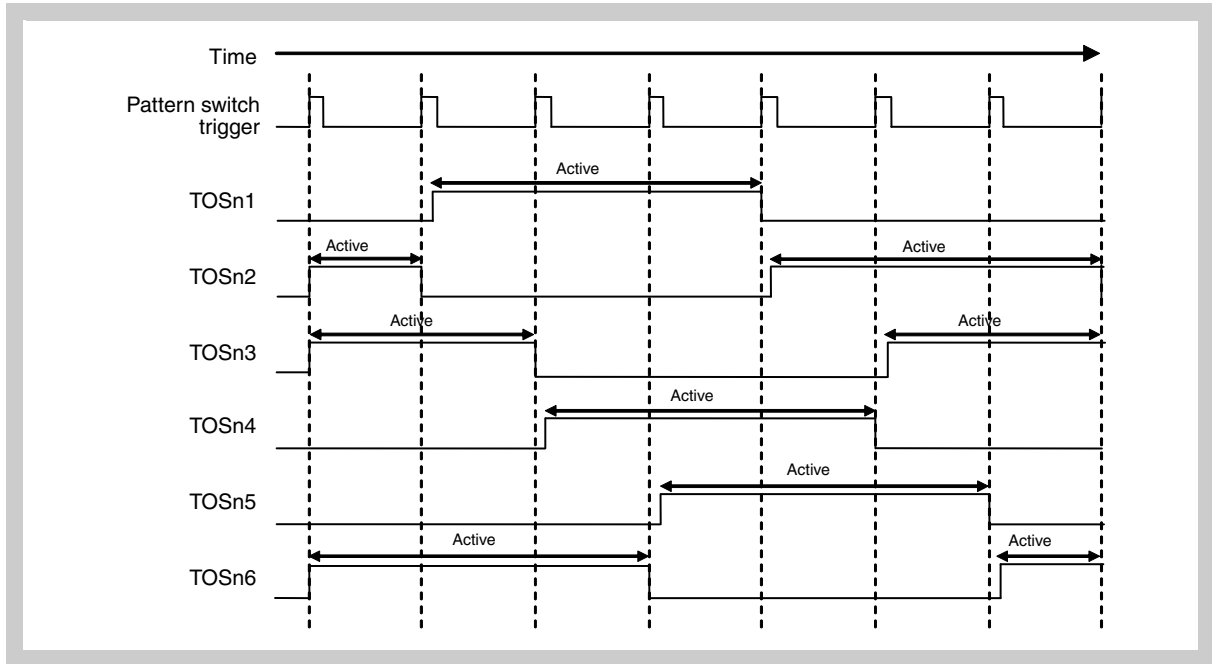 Time
Pattern switch
trigger
Active
TOSn1
Active
Active
TOSn2
Active
Active
TOSn3
Active
TOSn4
Active
TOSn5
Active
Active
TOSn6